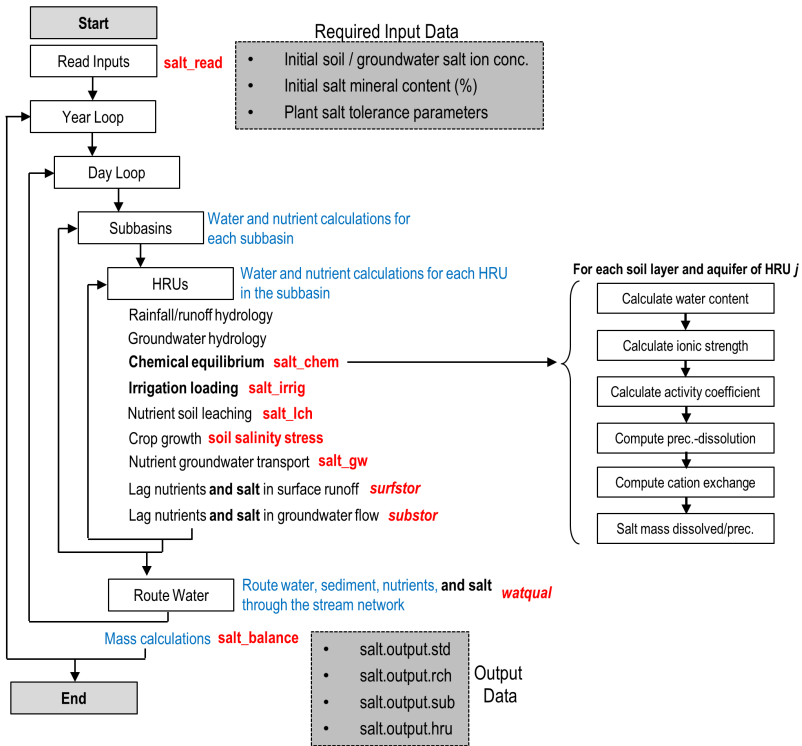 Start
Required Input Data
Read Inputs salt_read
• Initial soil / groundwater salt ion conc.
• Initial salt mineral content (%)
• Plant salt tolerance parameters
Year Loop
Day Loop
Subbasins
Water and nutrient calculations for
each subbasin
HRUs
Water and nutrient calculations for each HRU
in the subbasin
Rainfall/runoff hydrology
Groundwater hydrology
Chemical equilibrium salt_chem
Irrigation loading salt_irrig
Nutrient soil leaching salt_lch
Crop growth soil salinity stress
Nutrient groundwater transport salt_gw
Lag nutrients and salt in surface runoff surfstor
Lag nutrients and salt in groundwater flow substor
For each soil layer and aquifer of HRU j
Calculate water content
Calculate ionic strength
Calculate activity coefficient
Compute prec.-dissolution
Compute cation exchange
Salt mass dissolved/prec.
Route Water
Route water, sediment, nutrients, and salt
through the stream network
watqual
Mass calculations salt_balance
• salt.output.std
• salt.output.rch
• salt.output.sub
• salt.output.hru
Output
Data
End